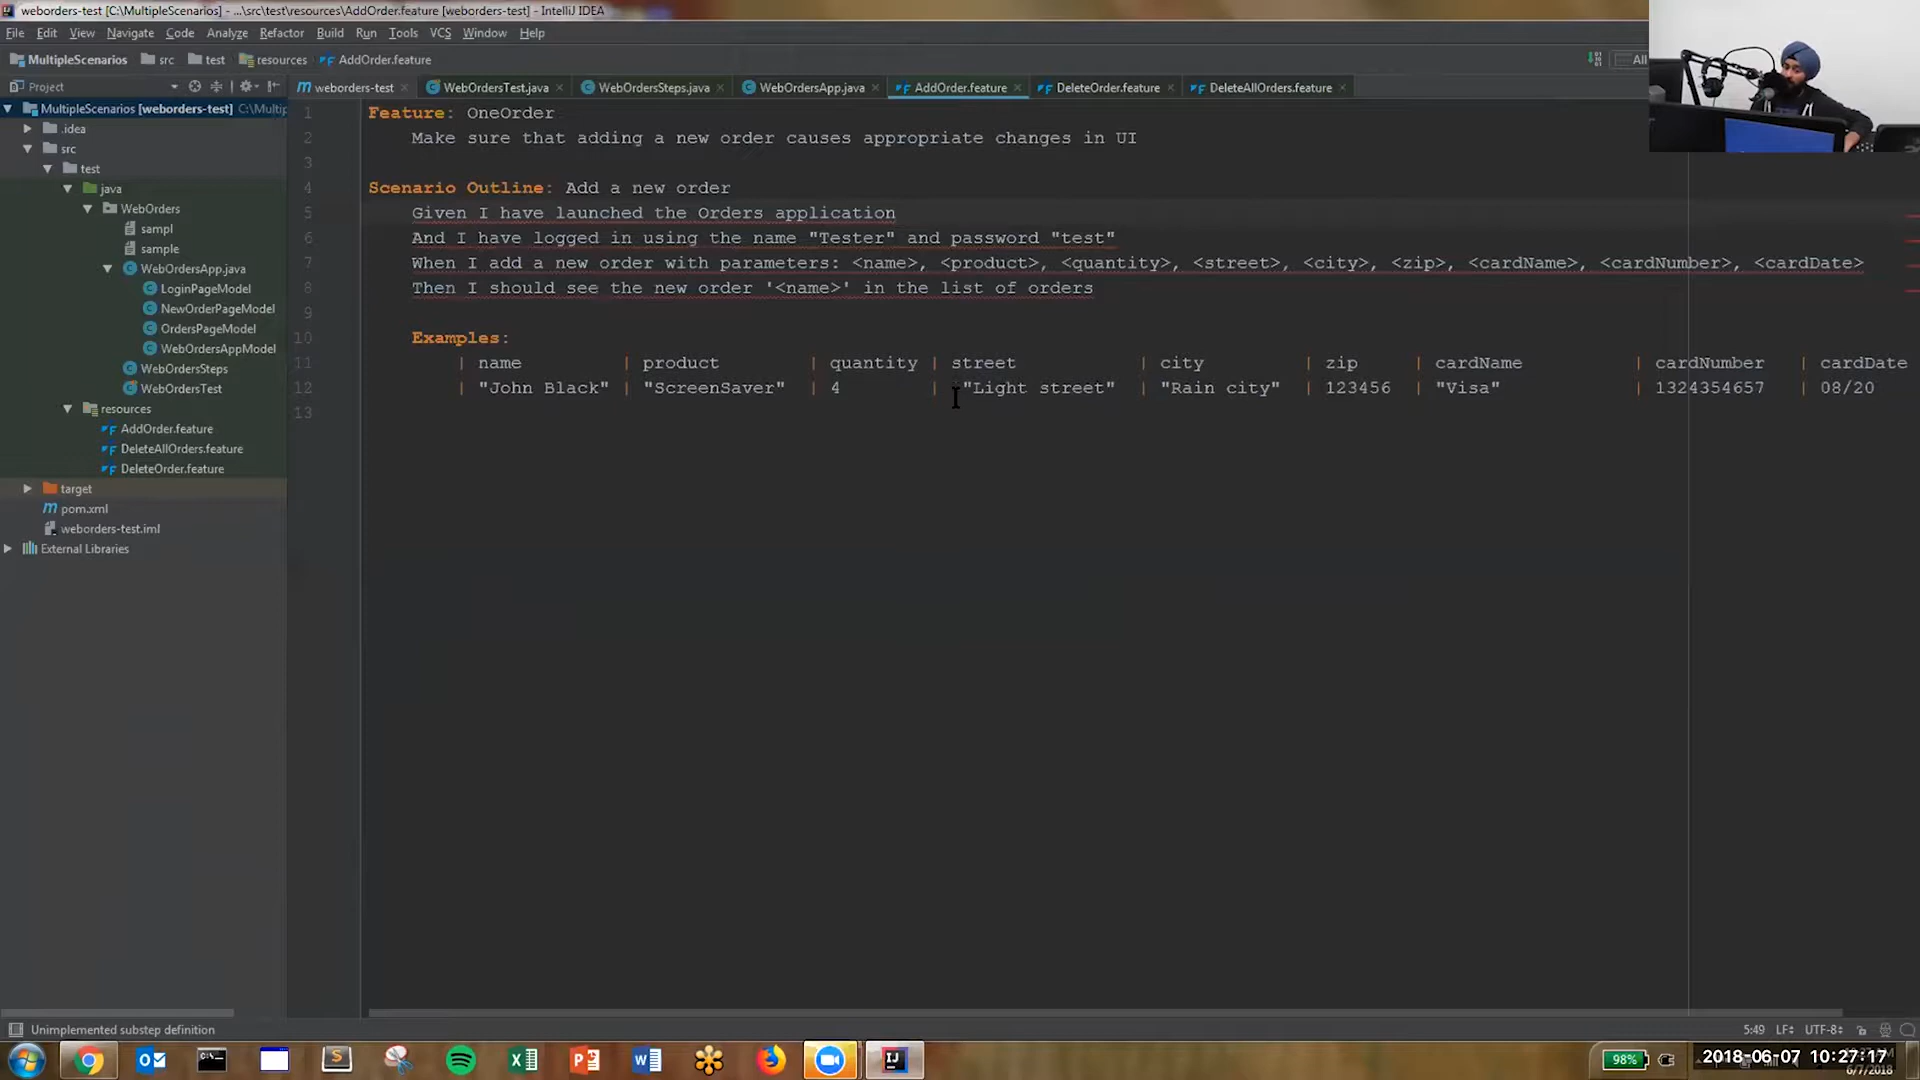 weborders-test [C:\MultipleScenarios] - ...\src\test\resources\AddOrder.feature [weborders-test] - IntelliJ IDEA
File Edit View Navigate Code Analyze Refactor Build Run Tools VCS Window Help
MultipleScenarios src test resources AddOrder.feature All
Project
weborders-test WebOrdersTest.java WebOrdersSteps.java WebOrdersApp.java AddOrder.feature DeleteOrder.feature DeleteAllOrders.feature
MultipleScenarios [weborders-test] C:\Multip
.idea
src
test
java
WebOrders
sampl
sample
WebOrdersApp.java
LoginPageModel
NewOrderPageModel
OrdersPageModel
WebOrdersAppModel
WebOrdersSteps
WebOrdersTest
resources
AddOrder.feature
DeleteAllOrders.feature
DeleteOrder.feature
target
pom.xml
weborders-test.iml
External Libraries
1 Feature: OneOrder
2 Make sure that adding a new order causes appropriate changes in UI
3
4 Scenario Outline: Add a new order
5 Given I have launched the Orders application
6 And I have logged in using the name "Tester" and password "test"
7 When I add a new order with parameters: <name>, <product>, <quantity>, <street>, <city>, <zip>, <cardName>, <cardNumber>, <cardDate>
8 Then I should see the new order '<name>' in the list of orders
9
10 Examples:
11 | name | product | quantity | street | city | zip | cardName | cardNumber | cardDate
12 | "John Black" | "ScreenSaver" | 4 | "Light street" | "Rain city" | 123456 | "Visa" | 1324354657 | 08/20
13
Unimplemented substep definition 5:49 LF UTF-8
98% 2018-06-07 10:27:17
6/7/2018